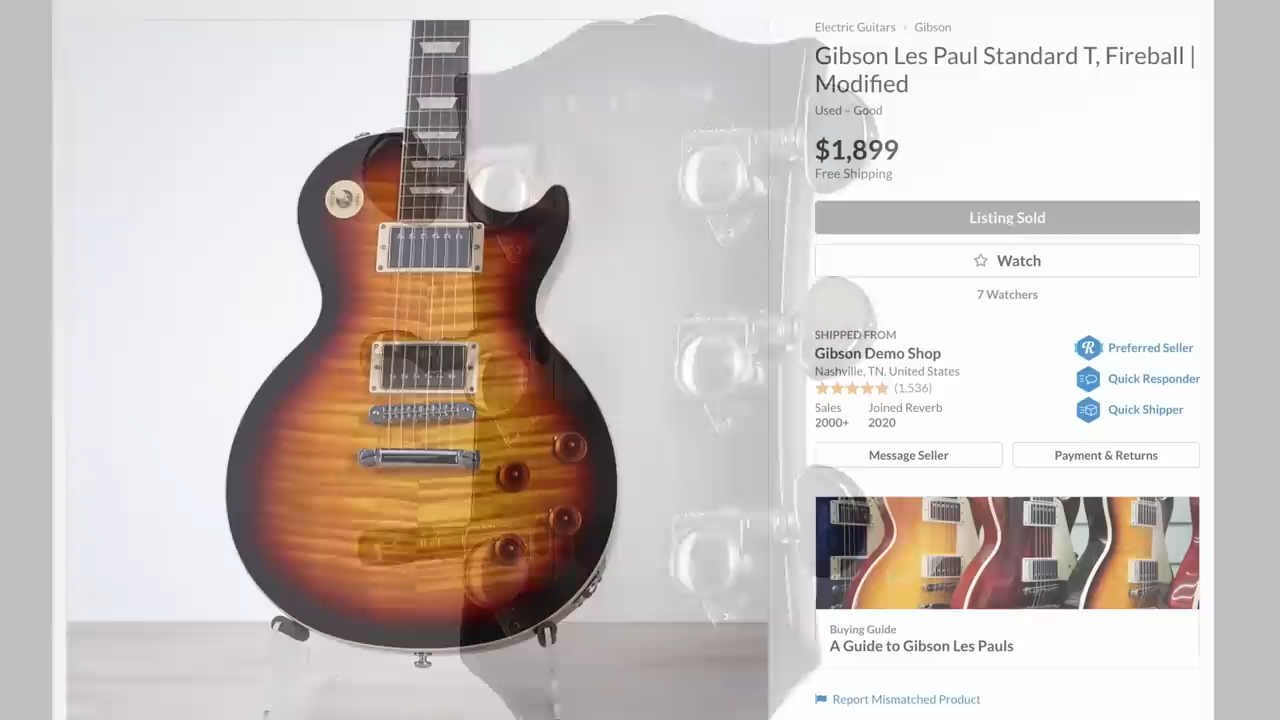 Electric Guitars › Gibson
Gibson Les Paul Standard T, Fireball |
Modified
Used – Good
$1,899
Free Shipping
Listing Sold
Watch
7 Watchers
SHIPPED FROM
Gibson Demo Shop
Nashville, TN, United States
(1,536)
Sales Joined Reverb
2000+ 2020
Preferred Seller
Quick Responder
Quick Shipper
Message Seller
Payment & Returns
Buying Guide
A Guide to Gibson Les Pauls
Report Mismatched Product